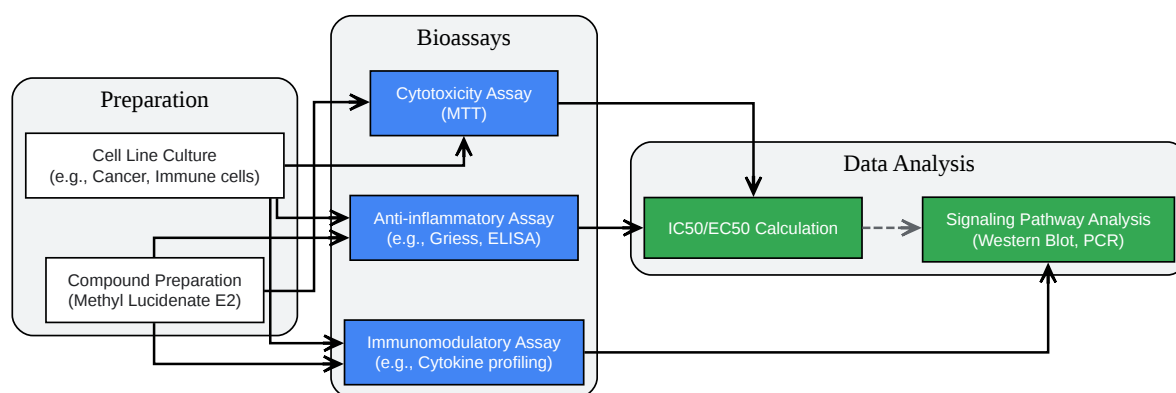 Preparation
Cell Line Culture
(e.g., Cancer, Immune cells)
Compound Preparation
(Methyl Lucidenate E2)
Bioassays
Cytotoxicity Assay
(MTT)
Anti-inflammatory Assay
(e.g., Griess, ELISA)
Immunomodulatory Assay
(e.g., Cytokine profiling)
Data Analysis
IC50/EC50 Calculation
Signaling Pathway Analysis
(Western Blot, PCR)